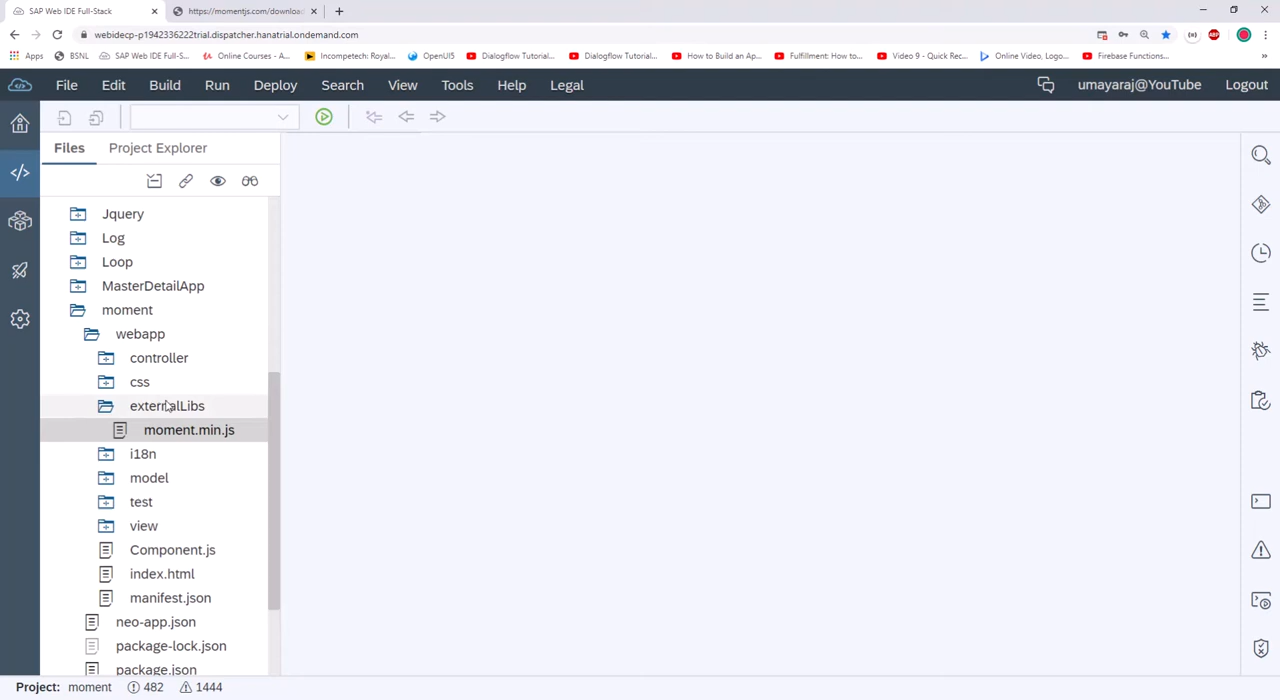 SAP Web IDE Full-Stack
https://momentjs.com/download
webidecp-p1942336222trial.dispatcher.hanatrial.ondemand.com
Apps BSNL SAP Web IDE Full-S... Online Courses - A... Incompetech: Royal... OpenUI5 Dialogflow Tutorial... Dialogflow Tutorial... How to Build an Ap... Fulfillment: How to... Video 9 - Quick Rec... Online Video, Logo... Firebase Functions...
File Edit Build Run Deploy Search View Tools Help Legal umayaraj@YouTube Logout
Files Project Explorer
Jquery
Log
Loop
MasterDetailApp
moment
webapp
controller
css
externalLibs
moment.min.js
i18n
model
test
view
Component.js
index.html
manifest.json
neo-app.json
package-lock.json
package.json
Project: moment 482 1444